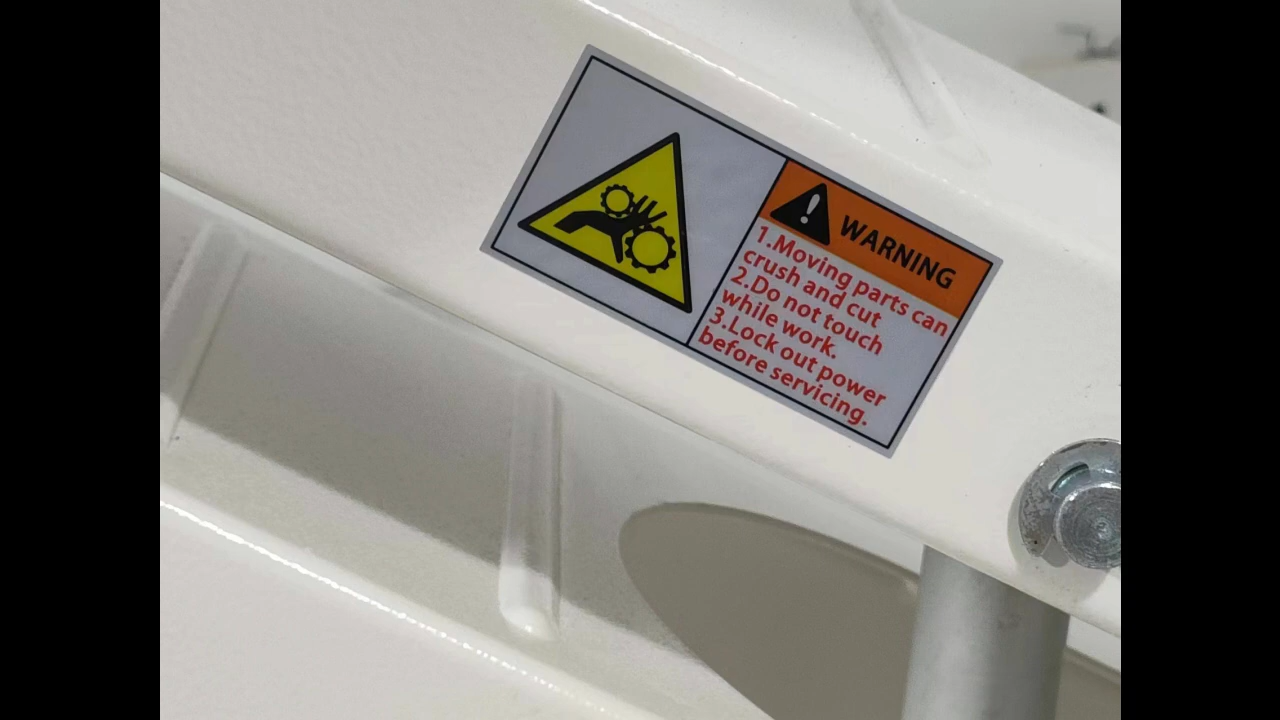 WARNING
1.Moving parts can
crush and cut
2.Do not touch
while work.
3.Lock out power
before servicing.